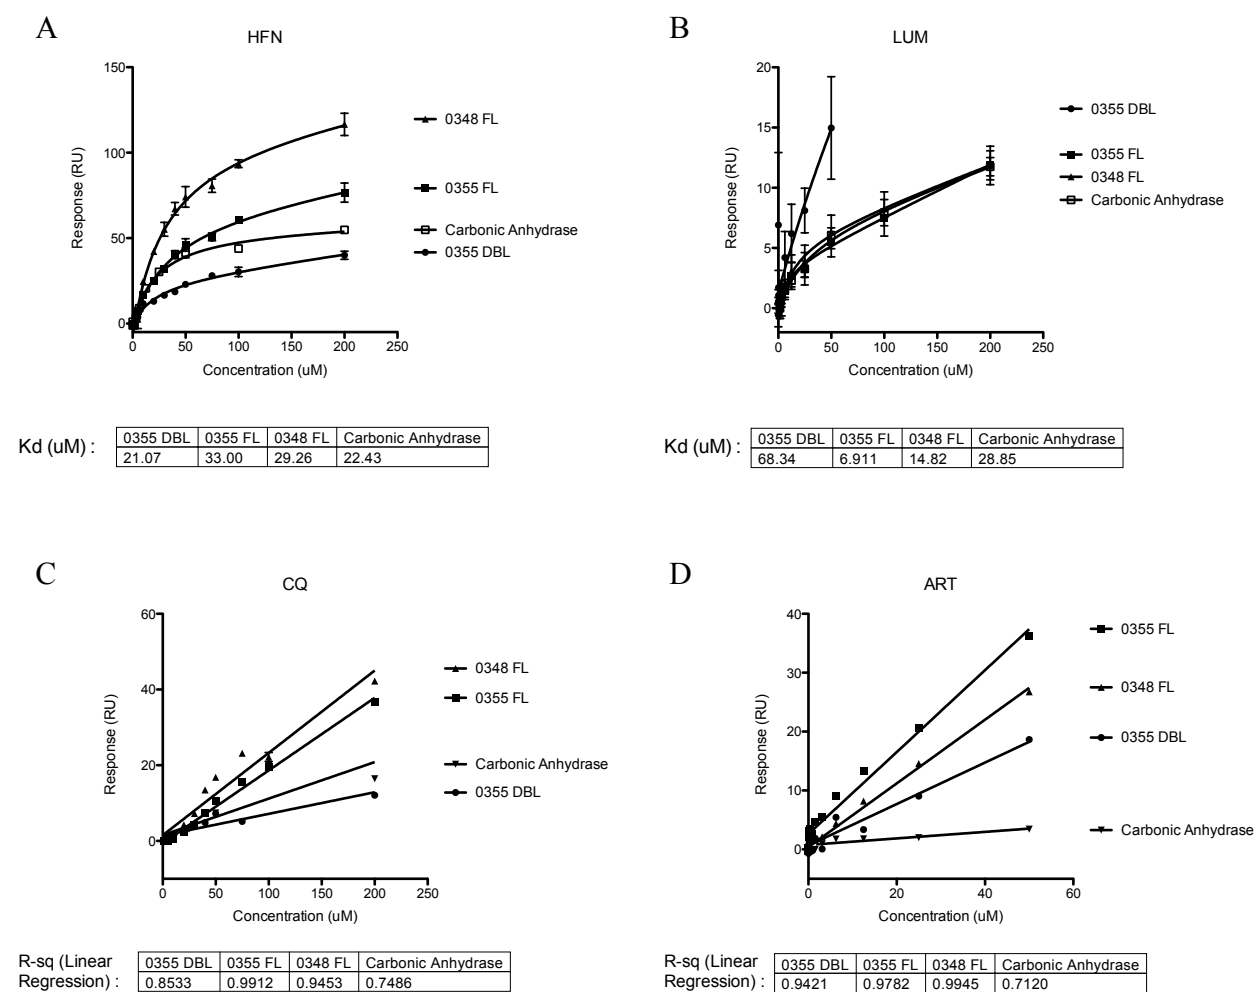 A
HFN
150
100
50
0
0 50 100 150 200 250
Response (RU)
Concentration (uM)
0348 FL
0355 FL
Carbonic Anhydrase
0355 DBL
Kd (uM) :
0355 DBL 0355 FL 0348 FL Carbonic Anhydrase
21.07 33.00 29.26 22.43
B
LUM
20
15
10
5
0
0 50 100 150 200 250
Response (RU)
Concentration (uM)
0355 DBL
0355 FL
0348 FL
Carbonic Anhydrase
Kd (uM) :
0355 DBL 0355 FL 0348 FL Carbonic Anhydrase
68.34 6.911 14.82 28.85
C
CQ
60
40
20
0
0 50 100 150 200 250
Response (RU)
Concentration (uM)
0348 FL
0355 FL
Carbonic Anhydrase
0355 DBL
R-sq (Linear
Regression) :
0355 DBL 0355 FL 0348 FL Carbonic Anhydrase
0.8533 0.9912 0.9453 0.7486
D
ART
40
30
20
10
0
0 20 40 60
Response (RU)
Concentration (uM)
0355 FL
0348 FL
0355 DBL
Carbonic Anhydrase
R-sq (Linear
Regression) :
0355 DBL 0355 FL 0348 FL Carbonic Anhydrase
0.9421 0.9782 0.9945 0.7120